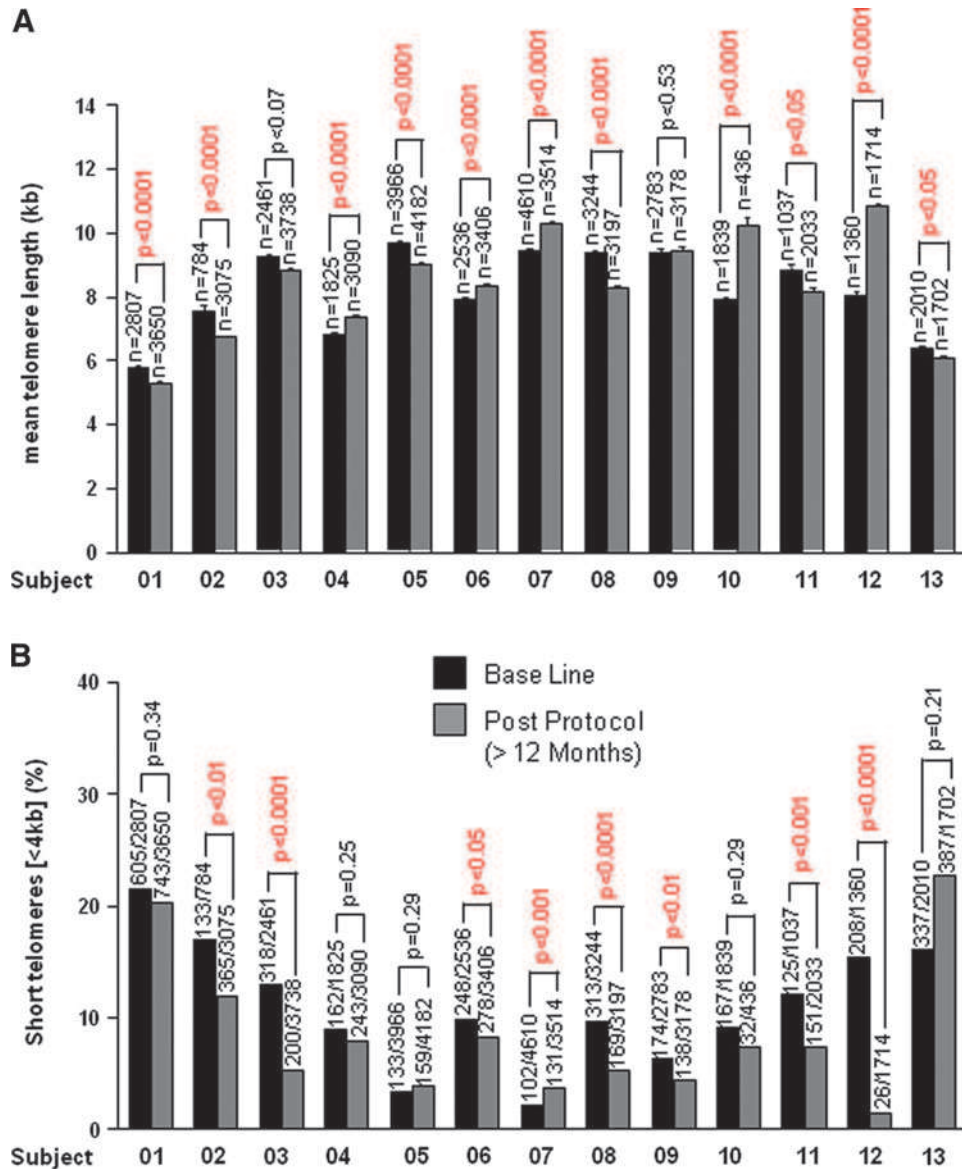 A
mean telomere length (kb)
14
12
10
8
6
4
2
0
p<0.0001
n=2807
n=3650
p<0.0001
n=784
n=3075
p<0.07
n=2461
n=3738
p<0.0001
n=1825
n=3090
p<0.0001
n=3966
n=4182
p<0.0001
n=2536
n=3406
p<0.0001
n=4610
n=3514
p<0.0001
n=3244
n=3197
p<0.53
n=2783
n=3178
p<0.0001
n=1839
n=436
p<0.05
n=1037
n=2033
p<0.0001
n=1360
n=1714
p<0.05
n=2010
n=1702
Subject 01 02 03 04 05 06 07 08 09 10 11 12 13
B
Short telomeres [<4kb] (%)
40
30
20
10
0
Base Line
Post Protocol
(> 12 Months)
p=0.34
605/2807
743/3650
p<0.01
133/784
365/3075
p<0.0001
318/2461
200/3738
p=0.25
162/1825
243/3090
p=0.29
133/3966
159/4182
p<0.05
248/2536
278/3406
p<0.001
102/4610
131/3514
p<0.0001
313/3244
169/3197
p<0.01
174/2783
138/3178
p=0.29
167/1839
32/436
p<0.001
125/1037
151/2033
p<0.0001
208/1360
26/1714
p=0.21
337/2010
387/1702
Subject 01 02 03 04 05 06 07 08 09 10 11 12 13